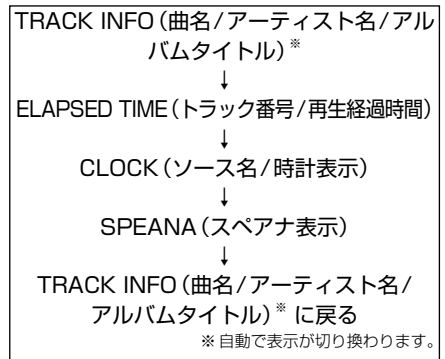 TRACK INFO（曲名/アーティスト名/アル
バムタイトル）※
↓
ELAPSED TIME（トラック番号/再生経過時間）
↓
CLOCK（ソース名/時計表示）
↓
SPEANA（スペアナ表示）
↓
TRACK INFO（曲名/アーティスト名/
アルバムタイトル）※ に戻る
※自動で表示が切り換わります。